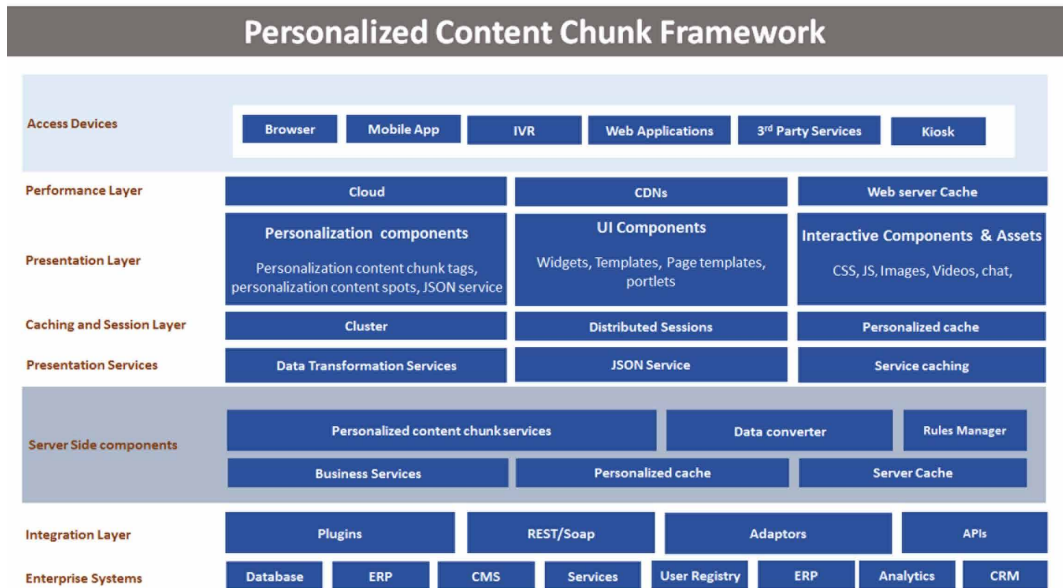 Personalized Content Chunk Framework
Access Devices
Browser
Mobile App
IVR
Web Applications
3rd Party Services
Kiosk
Performance Layer
Cloud
CDNs
Web server Cache
Presentation Layer
Personalization components
Personalization content chunk tags,
personalization content spots, JSON service
UI Components
Widgets, Templates, Page templates,
portlets
Interactive Components & Assets
CSS, JS, Images, Videos, chat,
Caching and Session Layer
Cluster
Distributed Sessions
Personalized cache
Presentation Services
Data Transformation Services
JSON Service
Service caching
Server Side components
Personalized content chunk services
Data converter
Rules Manager
Business Services
Personalized cache
Server Cache
Integration Layer
Plugins
REST/Soap
Adaptors
APIs
Enterprise Systems
Database
ERP
CMS
Services
User Registry
ERP
Analytics
CRM